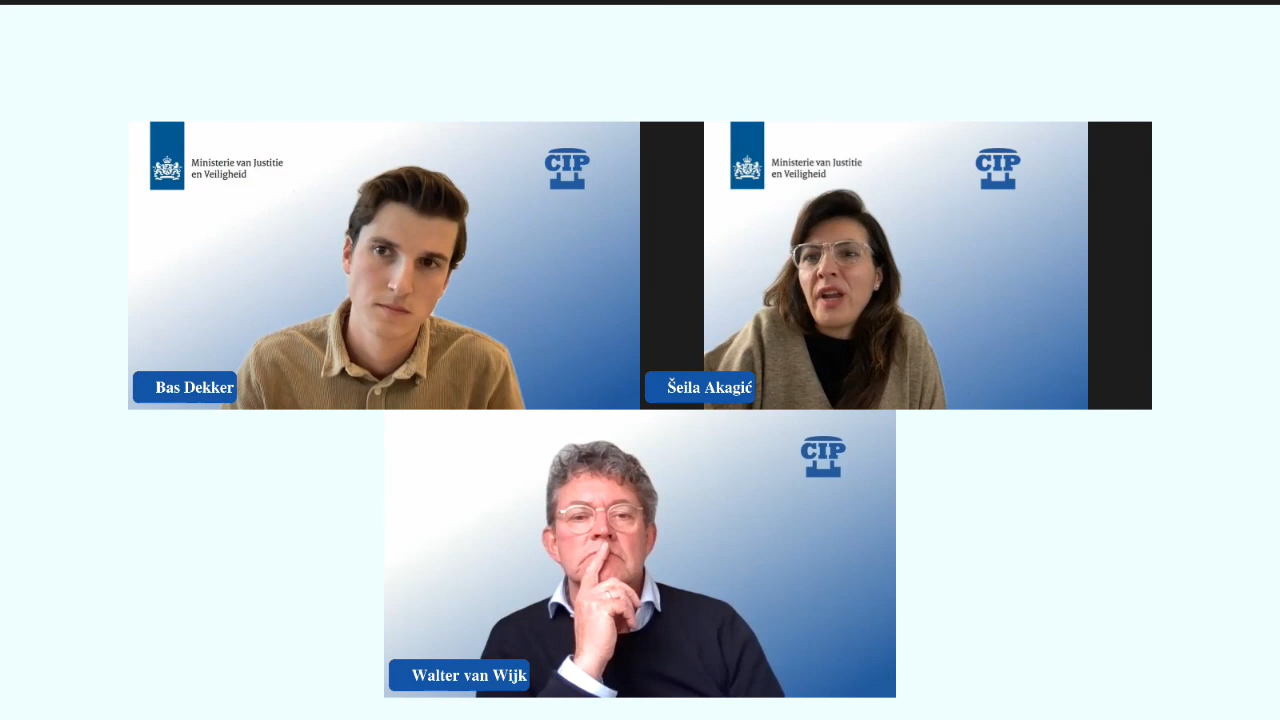 Ministerie van Justitie
en Veiligheid
CIP
Bas Dekker
Ministerie van Justitie
en Veiligheid
CIP
Šeila Akagić
CIP
Walter van Wijk